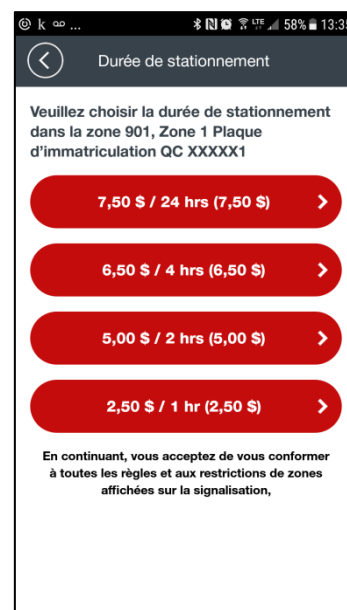 k ... LTE 58% 13:35
Durée de stationnement
Veuillez choisir la durée de stationnement
dans la zone 901, Zone 1 Plaque
d'immatriculation QC XXXXX1
7,50 $ / 24 hrs (7,50 $)
6,50 $ / 4 hrs (6,50 $)
5,00 $ / 2 hrs (5,00 $)
2,50 $ / 1 hr (2,50 $)
En continuant, vous acceptez de vous conformer
à toutes les règles et aux restrictions de zones
affichées sur la signalisation,